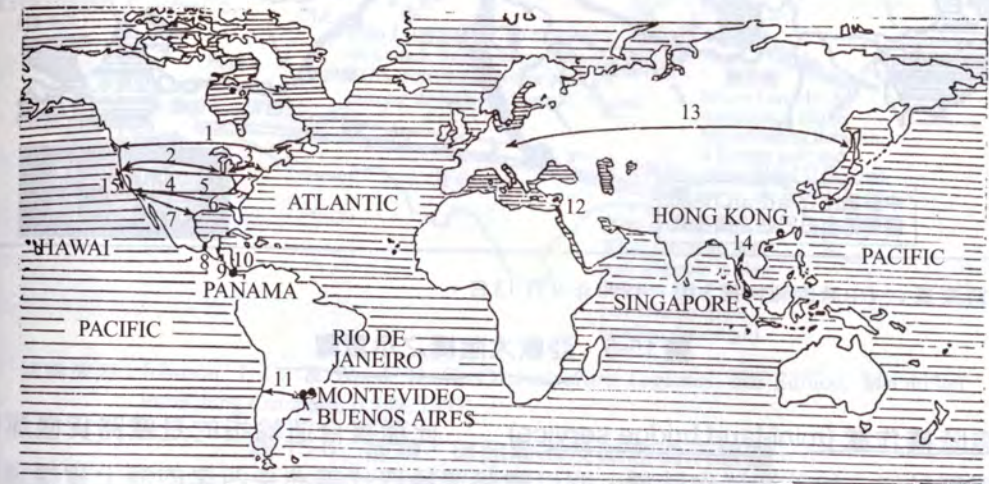 1
13
2
15
4
5
6
7
ATLANTIC
12
HONG KONG
14
HAWAI
8
10
9
PACIFIC
PANAMA
SINGAPORE
PACIFIC
RIO DE
JANEIRO
11
MONTEVIDEO
BUENOS AIRES